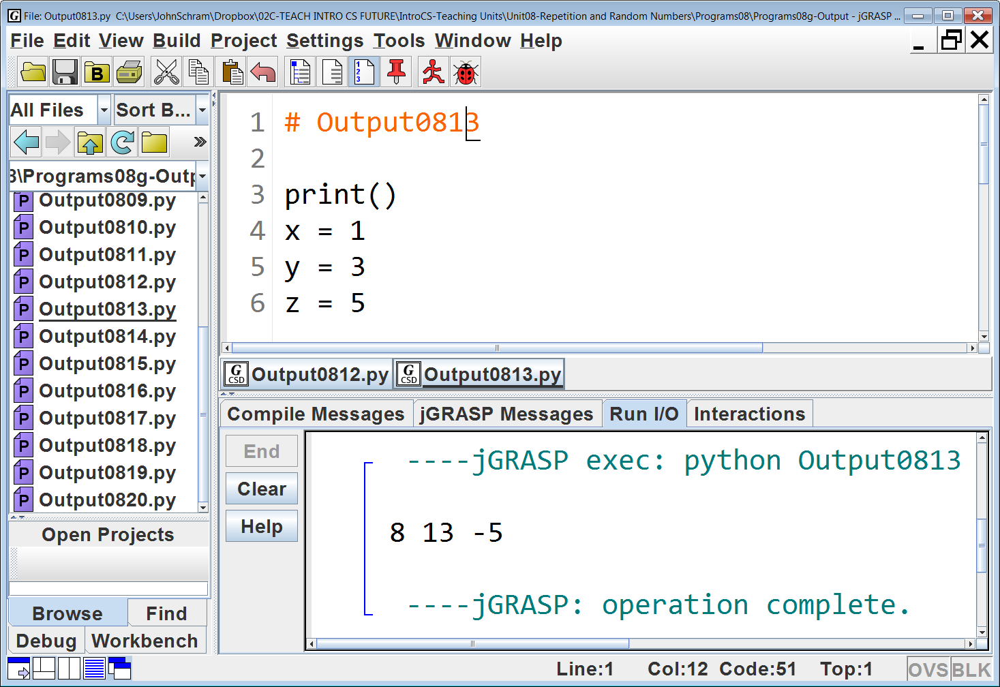 File: Output0813.py  C:\Users\JohnSchram\Dropbox\02C-TEACH INTRO CS FUTURE\IntroCS-Teaching Units\Unit08-Repetition and Random Numbers\Programs08\Programs08g-Output - jGRASP ...
File Edit View Build Project Settings Tools Window Help
B
1
2
3
All Files
Sort B...
»
3\Programs08g-Outp
P Output0809.py
P Output0810.py
P Output0811.py
P Output0812.py
P Output0813.py
P Output0814.py
P Output0815.py
P Output0816.py
P Output0817.py
P Output0818.py
P Output0819.py
P Output0820.py
Open Projects
Browse Find
Debug Workbench
1 # Output0813
2
3 print()
4 x = 1
5 y = 3
6 z = 5
G CSD Output0812.py G CSD Output0813.py
Compile Messages jGRASP Messages Run I/O Interactions
End
Clear
Help
----jGRASP exec: python Output0813
8 13 -5
----jGRASP: operation complete.
Line:1 Col:12 Code:51 Top:1 OVS BLK